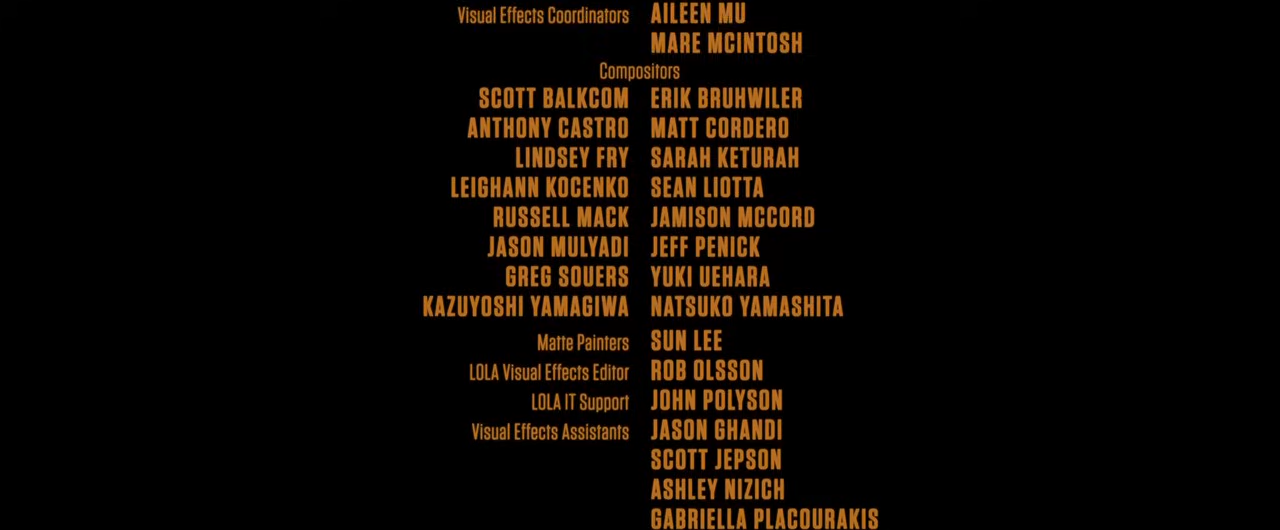 Visual Effects Coordinators AILEEN MU
MARE MCINTOSH
Compositors
SCOTT BALKCOM ERIK BRUHWILER
ANTHONY CASTRO MATT CORDERO
LINDSEY FRY SARAH KETURAH
LEIGHANN KOCENKO SEAN LIOTTA
RUSSELL MACK JAMISON MCCORD
JASON MULYADI JEFF PENICK
GREG SOUERS YUKI UEHARA
KAZUYOSHI YAMAGIWA NATSUKO YAMASHITA
Matte Painters SUN LEE
LOLA Visual Effects Editor ROB OLSSON
LOLA IT Support JOHN POLYSON
Visual Effects Assistants JASON GHANDI
SCOTT JEPSON
ASHLEY NIZICH
GABRIELLA PLACOURAKIS